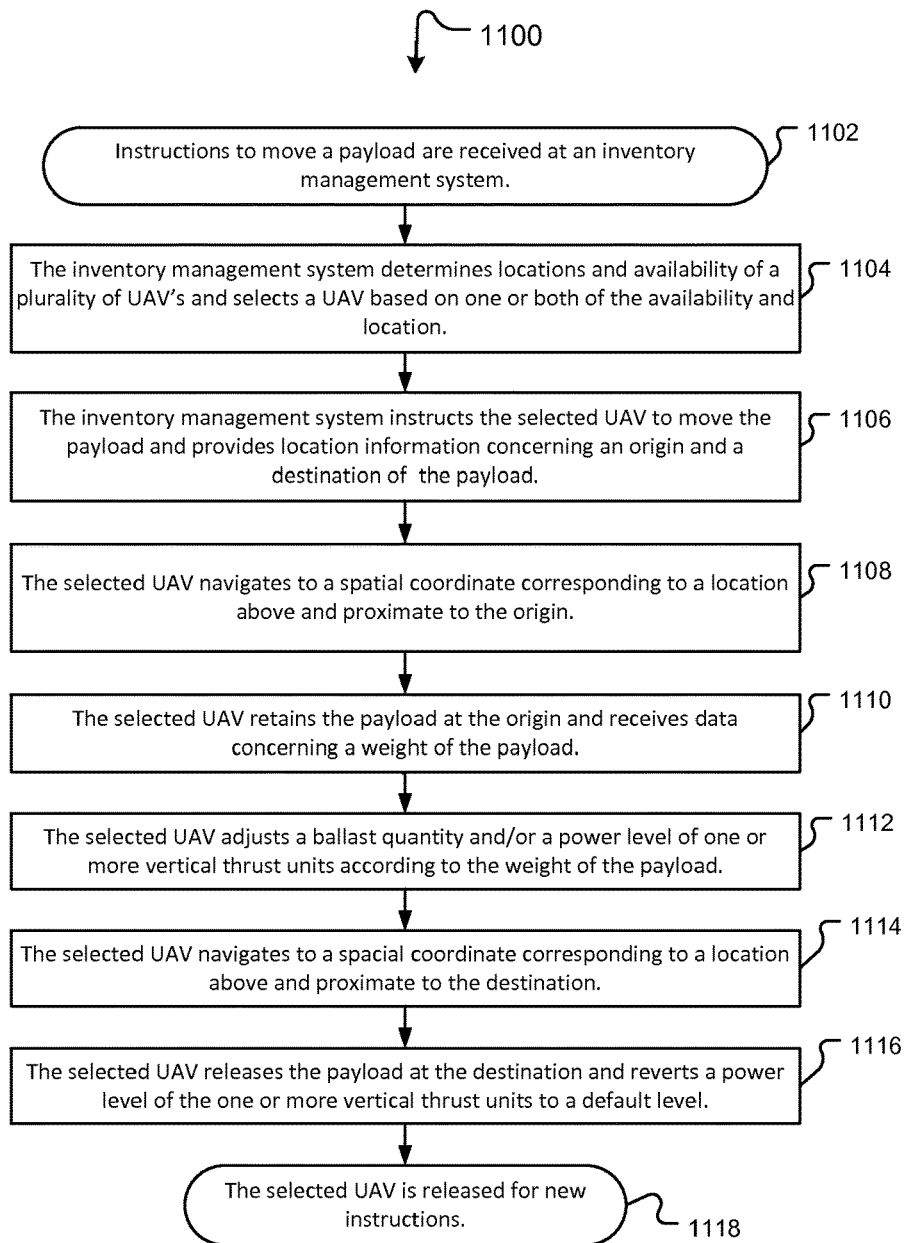 1100
1102
Instructions to move a payload are received at an inventory
management system.
1104
The inventory management system determines locations and availability of a
plurality of UAV's and selects a UAV based on one or both of the availability and
location.
1106
The inventory management system instructs the selected UAV to move the
payload and provides location information concerning an origin and a
destination of the payload.
1108
The selected UAV navigates to a spatial coordinate corresponding to a location
above and proximate to the origin.
1110
The selected UAV retains the payload at the origin and receives data
concerning a weight of the payload.
1112
The selected UAV adjusts a ballast quantity and/or a power level of one or
more vertical thrust units according to the weight of the payload.
1114
The selected UAV navigates to a spacial coordinate corresponding to a location
above and proximate to the destination.
1116
The selected UAV releases the payload at the destination and reverts a power
level of the one or more vertical thrust units to a default level.
The selected UAV is released for new
instructions.
1118